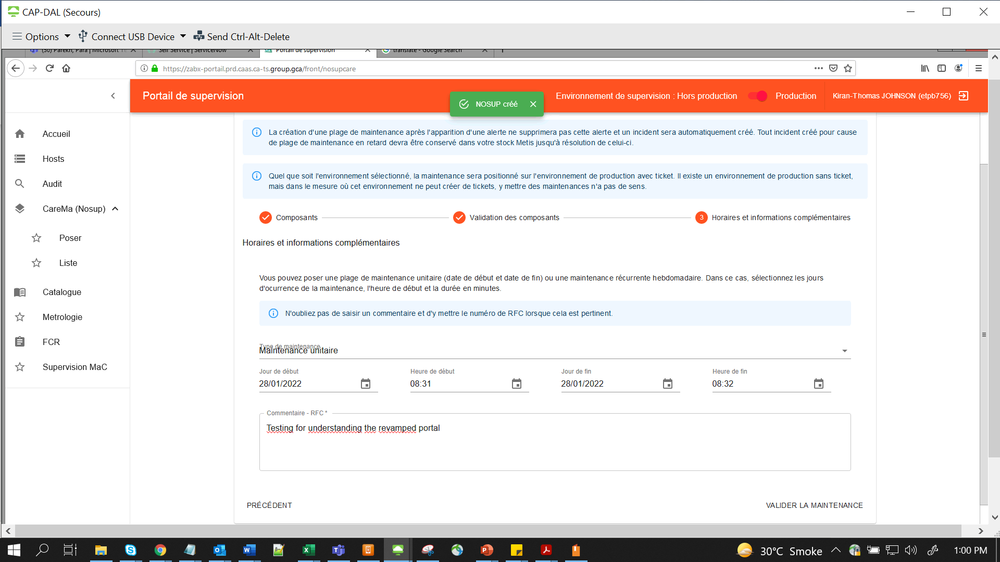 CAP-DAL (Secours)
Options Connect USB Device Send Ctrl-Alt-Delete
(30) Parekh, Para | Microsoft Te Self Service | ServiceNow Portail de supervision translate - Google Search
https://zabx-portail.prd.caas.ca-ts.group.gca/front/nosupcare
Portail de supervision
NOSUP créé
Environnement de supervision : Hors production Production Kiran-Thomas JOHNSON (etpb756)
Accueil
Hosts
Audit
CareMa (Nosup)
Poser
Liste
Catalogue
Metrologie
FCR
Supervision MaC
La création d'une plage de maintenance après l'apparition d'une alerte ne supprimera pas cette alerte et un incident sera automatiquement créé. Tout incident créé pour cause
de plage de maintenance en retard devra être conservé dans votre stock Metis jusqu'à résolution de celui-ci.
Quel que soit l'environnement sélectionné, la maintenance sera positionné sur l'environnement de production avec ticket. Il existe un environnement de production sans ticket,
mais dans le mesure où cet environnement ne peut créer de tickets, y mettre des maintenances n'a pas de sens.
Composants Validation des composants 3 Horaires et informations complémentaires
Horaires et informations complémentaires
Vous pouvez poser une plage de maintenance unitaire (date de début et date de fin) ou une maintenance récurrente hebdomadaire. Dans ce cas, sélectionnez les jours
d'ocurrence de la maintenance, l'heure de début et la durée en minutes.
N'oubliez pas de saisir un commentaire et d'y mettre le numéro de RFC lorsque cela est pertinent.
Type de maintenance
Maintenance unitaire
Jour de début Heure de début Jour de fin Heure de fin
28/01/2022 08:31 28/01/2022 08:32
Commentaire - RFC *
Testing for understanding the revamped portal
PRÉCÉDENT VALIDER LA MAINTENANCE
30°C Smoke 1:00 PM